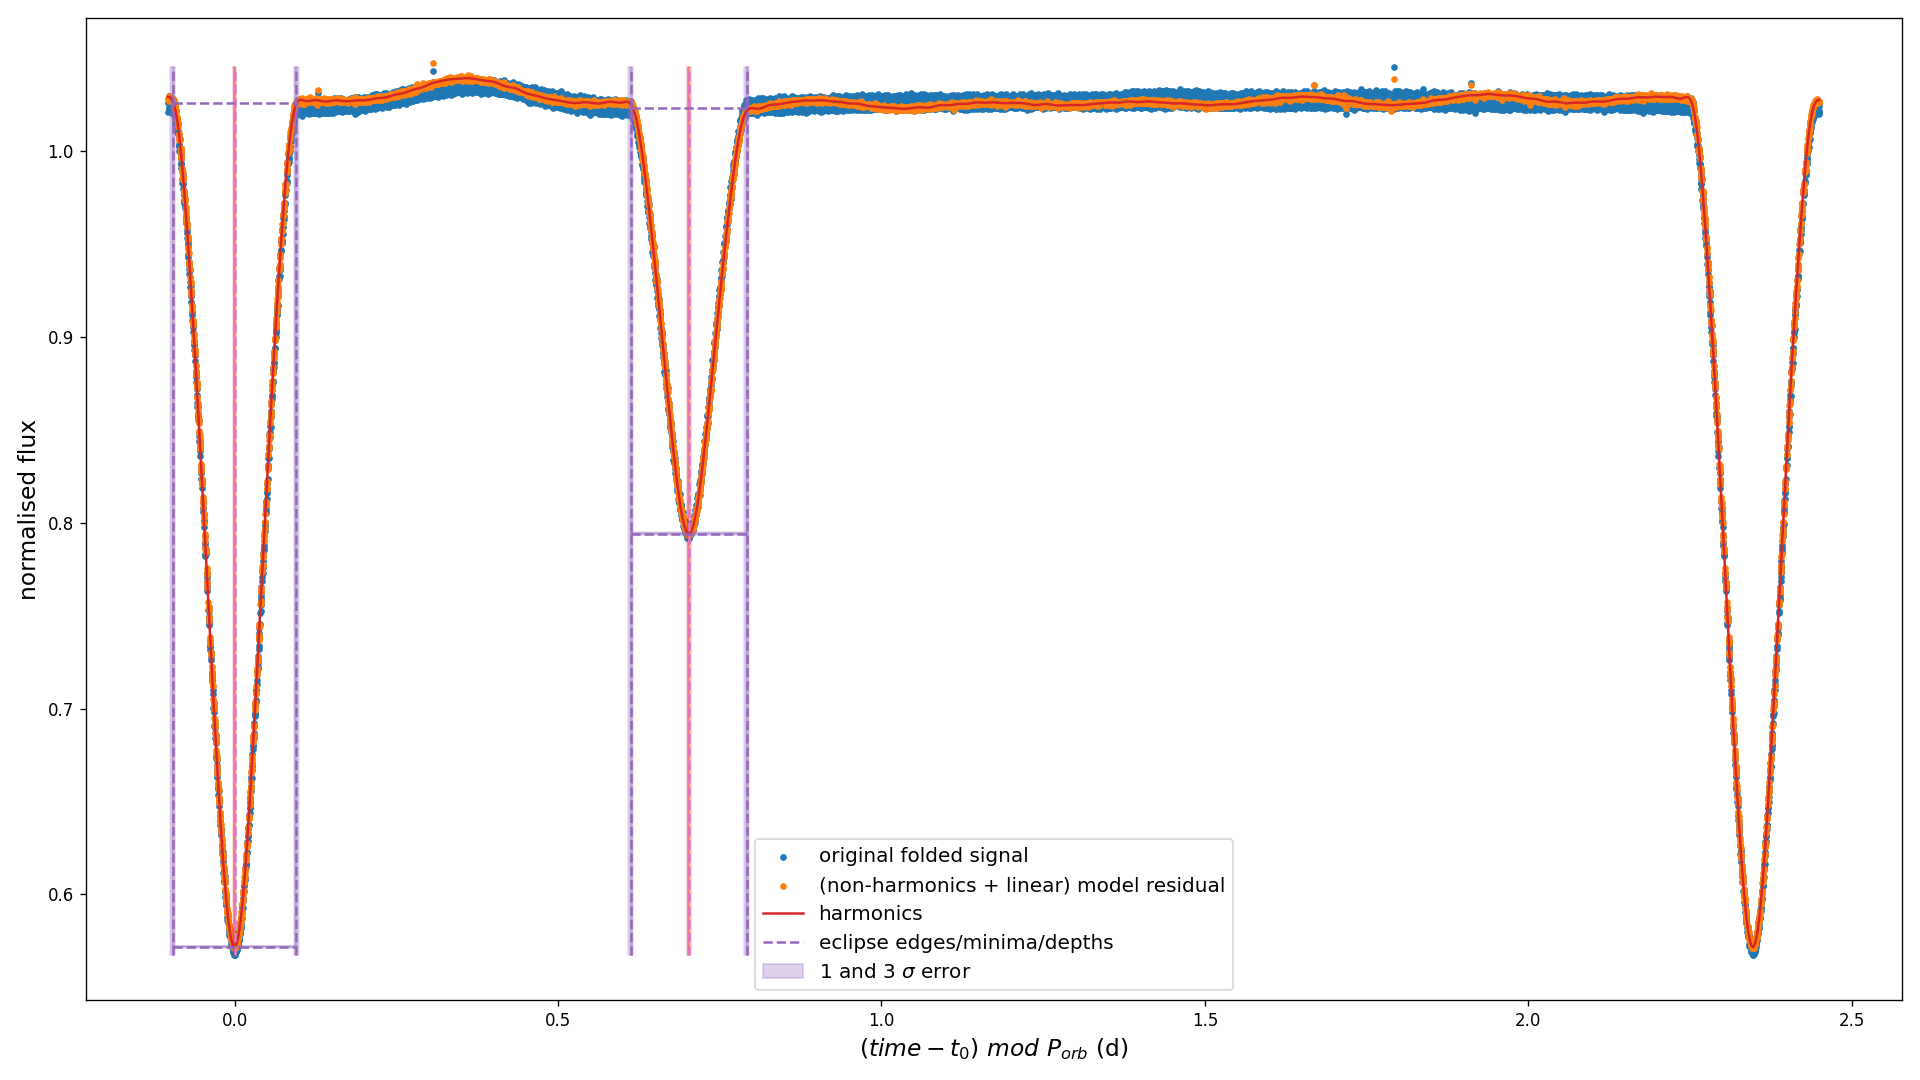 normalised flux
1.0
0.9
0.8
0.7
0.6
original folded signal
(non-harmonics + linear) model residual
harmonics
eclipse edges/minima/depths
1 and 3 σ error
0.0 0.5 1.0 1.5 2.0 2.5
(time − t₀) mod Pₒᵣb (d)